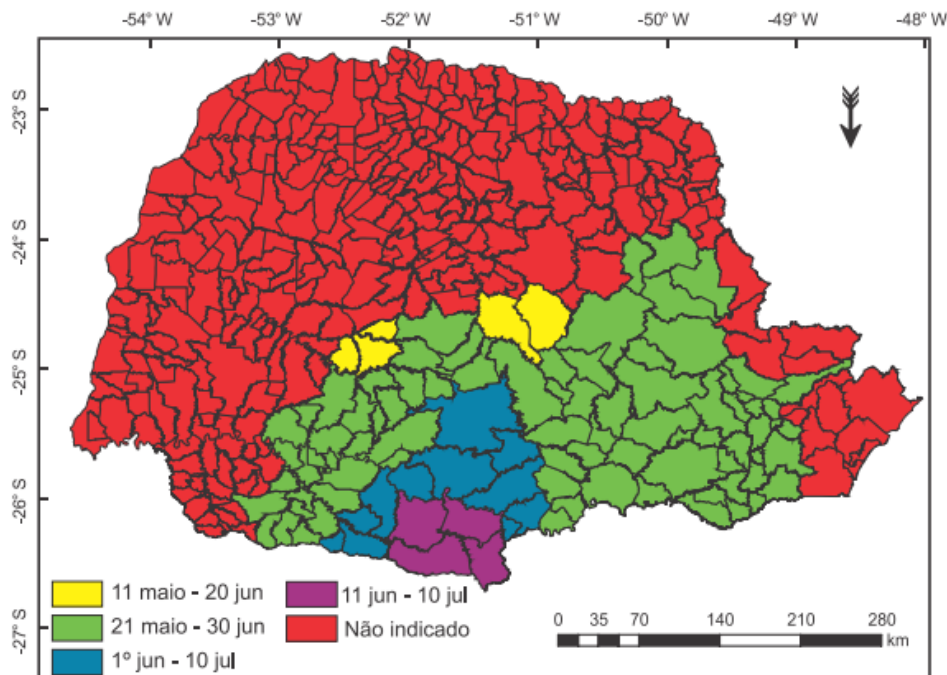 -54° W -53° W -52° W -51° W -50° W -49° W -48° W
23° S
24° S
25° S
26° S
-27° S
11 maio - 20 jun
21 maio - 30 jun
1º jun - 10 jul
11 jun - 10 jul
Não indicado
0 35 70 140 210 280
km